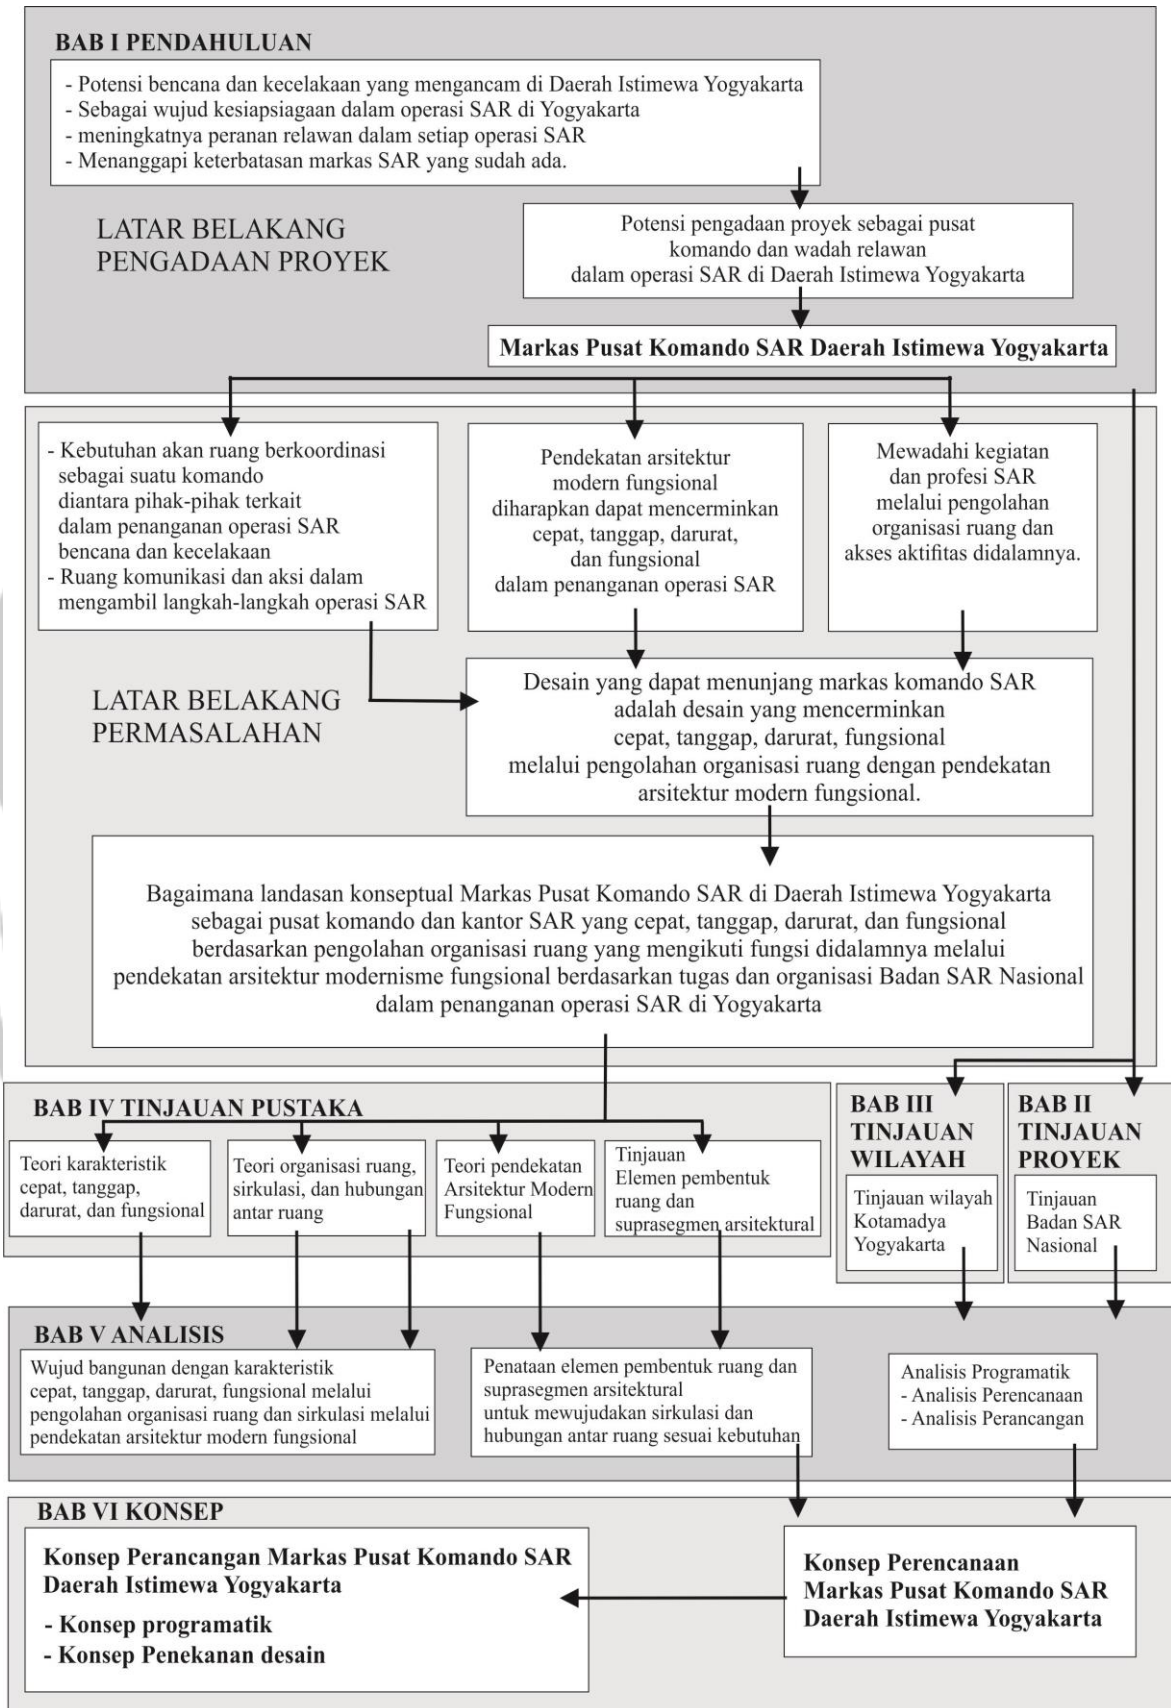 BAB I PENDAHULUAN
- Potensi bencana dan kecelakaan yang mengancam di Daerah Istimewa Yogyakarta
- Sebagai wujud kesiapsiagaan dalam operasi SAR di Yogyakarta
- meningkatnya peranan relawan dalam setiap operasi SAR
- Menanggapi keterbatasan markas SAR yang sudah ada.
LATAR BELAKANG
PENGADAAN PROYEK
Potensi pengadaan proyek sebagai pusat
komando dan wadah relawan
dalam operasi SAR di Daerah Istimewa Yogyakarta
Markas Pusat Komando SAR Daerah Istimewa Yogyakarta
- Kebutuhan akan ruang berkoordinasi
sebagai suatu komando
diantara pihak-pihak terkait
dalam penanganan operasi SAR
bencana dan kecelakaan
- Ruang komunikasi dan aksi dalam
mengambil langkah-langkah operasi SAR
Pendekatan arsitektur
modern fungsional
diharapkan dapat mencerminkan
cepat, tanggap, darurat,
dan fungsional
dalam penanganan operasi SAR
Mewadahi kegiatan
dan profesi SAR
melalui pengolahan
organisasi ruang dan
akses aktifitas didalamnya.
LATAR BELAKANG
PERMASALAHAN
Desain yang dapat menunjang markas komando SAR
adalah desain yang mencerminkan
cepat, tanggap, darurat, fungsional
melalui pengolahan organisasi ruang dengan pendekatan
arsitektur modern fungsional.
Bagaimana landasan konseptual Markas Pusat Komando SAR di Daerah Istimewa Yogyakarta
sebagai pusat komando dan kantor SAR yang cepat, tanggap, darurat, dan fungsional
berdasarkan pengolahan organisasi ruang yang mengikuti fungsi didalamnya melalui
pendekatan arsitektur modernisme fungsional berdasarkan tugas dan organisasi Badan SAR Nasional
dalam penanganan operasi SAR di Yogyakarta
BAB IV TINJAUAN PUSTAKA
Teori karakteristik
cepat, tanggap,
darurat, dan fungsional
Teori organisasi ruang,
sirkulasi, dan hubungan
antar ruang
Teori pendekatan
Arsitektur Modern
Fungsional
Tinjauan
Elemen pembentuk
ruang dan
suprasegmen arsitektural
BAB III
TINJAUAN
WILAYAH
Tinjauan wilayah
Kotamadya
Yogyakarta
BAB II
TINJAUAN
PROYEK
Tinjauan
Badan SAR
Nasional
BAB V ANALISIS
Wujud bangunan dengan karakteristik
cepat, tanggap, darurat, fungsional melalui
pengolahan organisasi ruang dan sirkulasi melalui
pendekatan arsitektur modern fungsional
Penataan elemen pembentuk ruang dan
suprasegmen arsitektural
untuk mewujudakan sirkulasi dan
hubungan antar ruang sesuai kebutuhan
Analisis Programatik
- Analisis Perencanaan
- Analisis Perancangan
BAB VI KONSEP
Konsep Perancangan Markas Pusat Komando SAR
Daerah Istimewa Yogyakarta
- Konsep programatik
- Konsep Penekanan desain
Konsep Perencanaan
Markas Pusat Komando SAR
Daerah Istimewa Yogyakarta